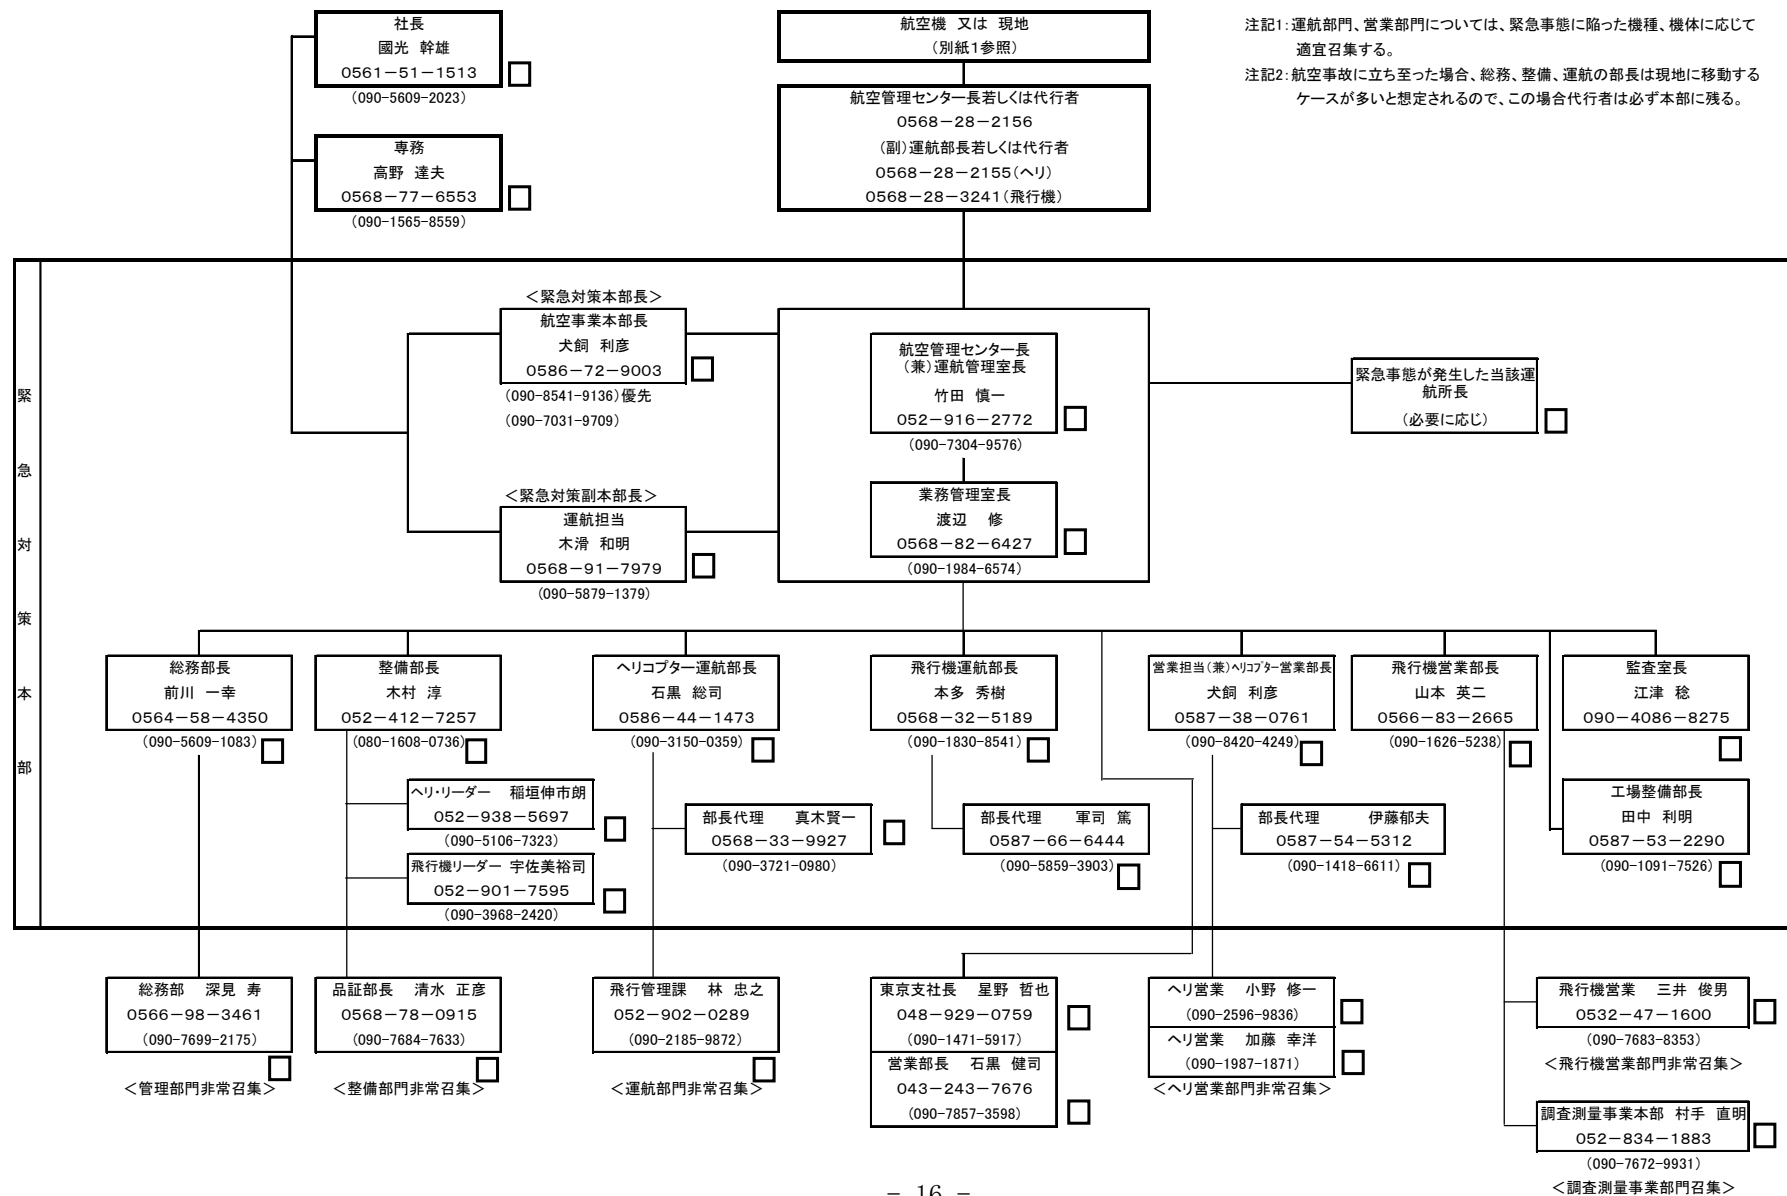 社長
國光 幹雄
0561-51-1513
(090-5609-2023)
専務
高野 達夫
0568-77-6553
(090-1565-8559)
航空機 又は 現地
(別紙1参照)
航空管理センター長若しくは代行者
0568-28-2156
(副)運航部長若しくは代行者
0568-28-2155(ヘリ)
0568-28-3241(飛行機)
注記1:運航部門、営業部門については、緊急事態に陥った機種、機体に応じて
適宜召集する。
注記2:航空事故に立ち至った場合、総務、整備、運航の部長は現地に移動する
ケースが多いと想定されるので、この場合代行者は必ず本部に残る。
緊
急
対
策
本
部
<緊急対策本部長>
航空事業本部長
犬飼 利彦
0586-72-9003
(090-8541-9136)優先
(090-7031-9709)
<緊急対策副本部長>
運航担当
木滑 和明
0568-91-7979
(090-5879-1379)
航空管理センター長
(兼)運航管理室長
竹田 慎一
052-916-2772
(090-7304-9576)
業務管理室長
渡辺 修
0568-82-6427
(090-1984-6574)
緊急事態が発生した当該運
航所長
(必要に応じ)
総務部長
前川 一幸
0564-58-4350
(090-5609-1083)
整備部長
木村 淳
052-412-7257
(080-1608-0736)
ヘリコプター運航部長
石黒 総司
0586-44-1473
(090-3150-0359)
飛行機運航部長
本多 秀樹
0568-32-5189
(090-1830-8541)
営業担当(兼)ヘリコプター営業部長
犬飼 利彦
0587-38-0761
(090-8420-4249)
飛行機営業部長
山本 英二
0566-83-2665
(090-1626-5238)
監査室長
江津 稔
090-4086-8275
ヘリ・リーダー 稲垣伸市朗
052-938-5697
(090-5106-7323)
飛行機リーダー 宇佐美裕司
052-901-7595
(090-3968-2420)
部長代理 真木賢一
0568-33-9927
(090-3721-0980)
部長代理 軍司 篤
0587-66-6444
(090-5859-3903)
部長代理 伊藤郁夫
0587-54-5312
(090-1418-6611)
工場整備部長
田中 利明
0587-53-2290
(090-1091-7526)
総務部 深見 寿
0566-98-3461
(090-7699-2175)
<管理部門非常召集>
品証部長 清水 正彦
0568-78-0915
(090-7684-7633)
<整備部門非常召集>
飛行管理課 林 忠之
052-902-0289
(090-2185-9872)
<運航部門非常召集>
東京支社長 星野 哲也
048-929-0759
(090-1471-5917)
営業部長 石黒 健司
043-243-7676
(090-7857-3598)
ヘリ営業 小野 修一
(090-2596-9836)
ヘリ営業 加藤 幸洋
(090-1987-1871)
<ヘリ営業部門非常召集>
飛行機営業 三井 俊男
0532-47-1600
(090-7683-8353)
<飛行機営業部門非常召集>
調査測量事業本部 村手 直明
052-834-1883
(090-7672-9931)
<調査測量事業部門召集>
- 16 -